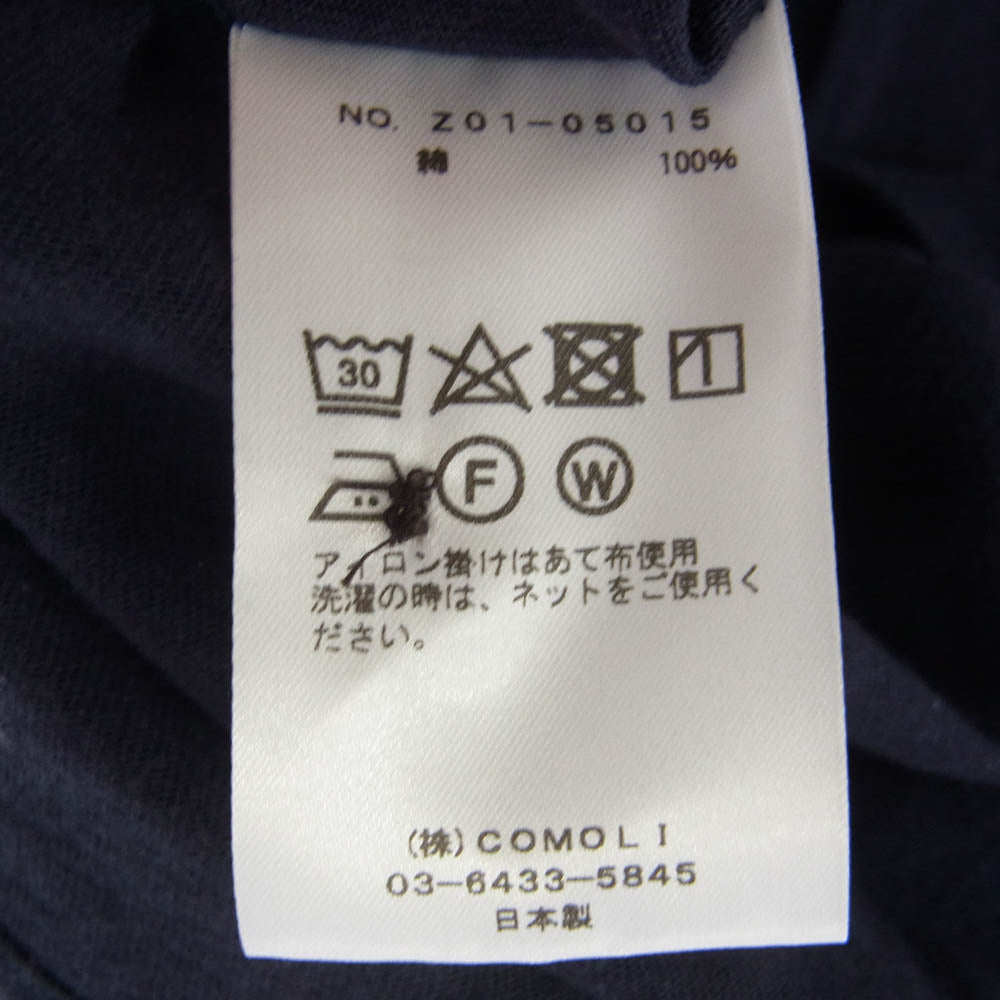 NO. Z01-05015
綿 100%
30
F W
アイロン掛けはあて布使用
洗濯の時は、ネットをご使用く
ださい。
(株)COMOLI
03-6433-5845
日本製